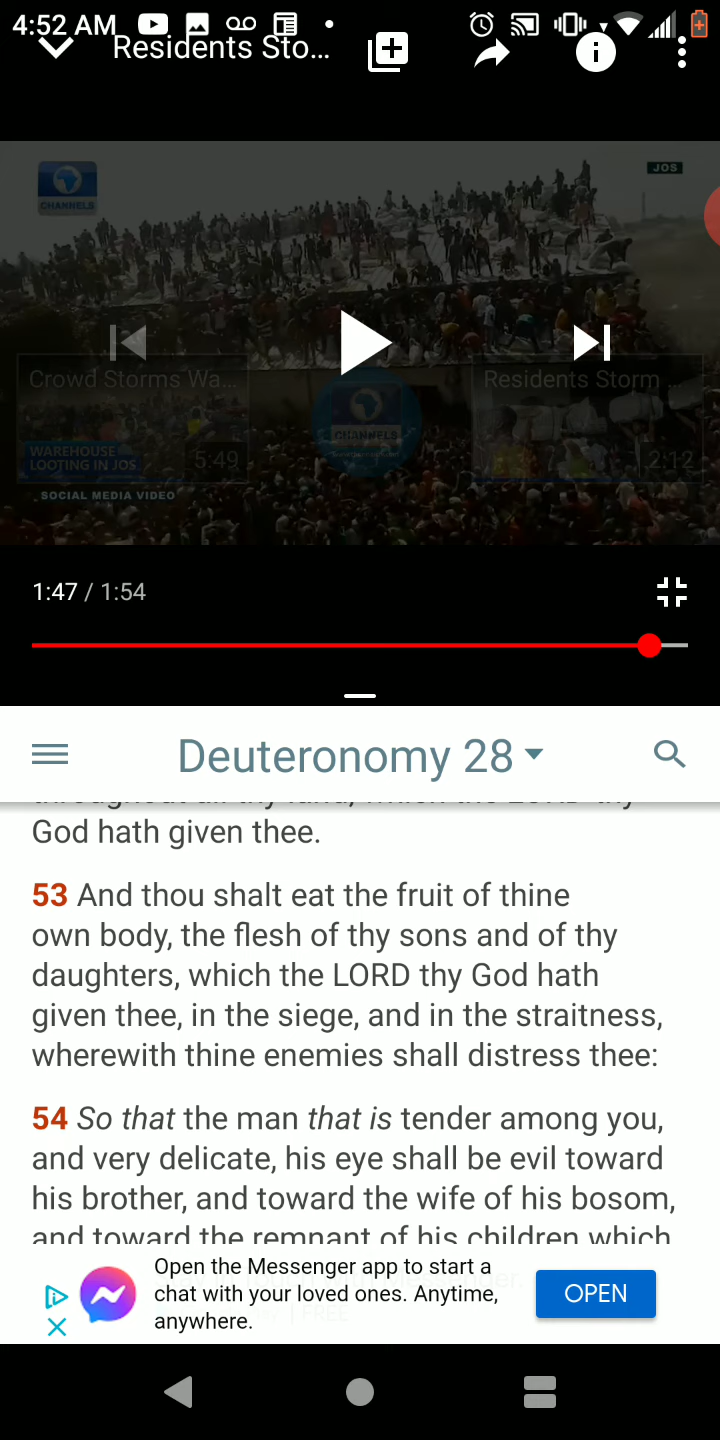 4:52 AM
Residents Sto...
CHANNELS
JOS
Crowd Storms Wa...
Residents Storm ...
CHANNELS
WAREHOUSE
LOOTING IN JOS
5:49
2:12
SOCIAL MEDIA VIDEO
1:47 / 1:54
Deuteronomy 28
God hath given thee.
53 And thou shalt eat the fruit of thine
own body, the flesh of thy sons and of thy
daughters, which the LORD thy God hath
given thee, in the siege, and in the straitness,
wherewith thine enemies shall distress thee:
54 So that the man that is tender among you,
and very delicate, his eye shall be evil toward
his brother, and toward the wife of his bosom,
and toward the remnant of his children which
Open the Messenger app to start a
chat with your loved ones. Anytime,
anywhere.
FREE
OPEN